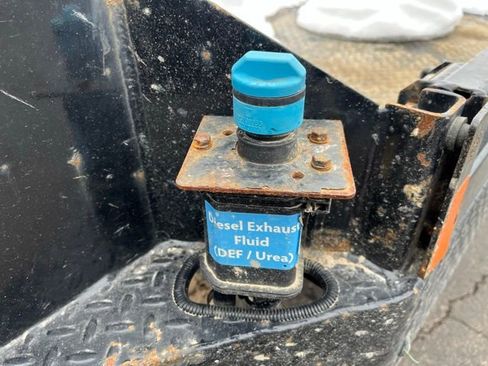 Diesel Exhaust
Fluid
(DEF / Urea)